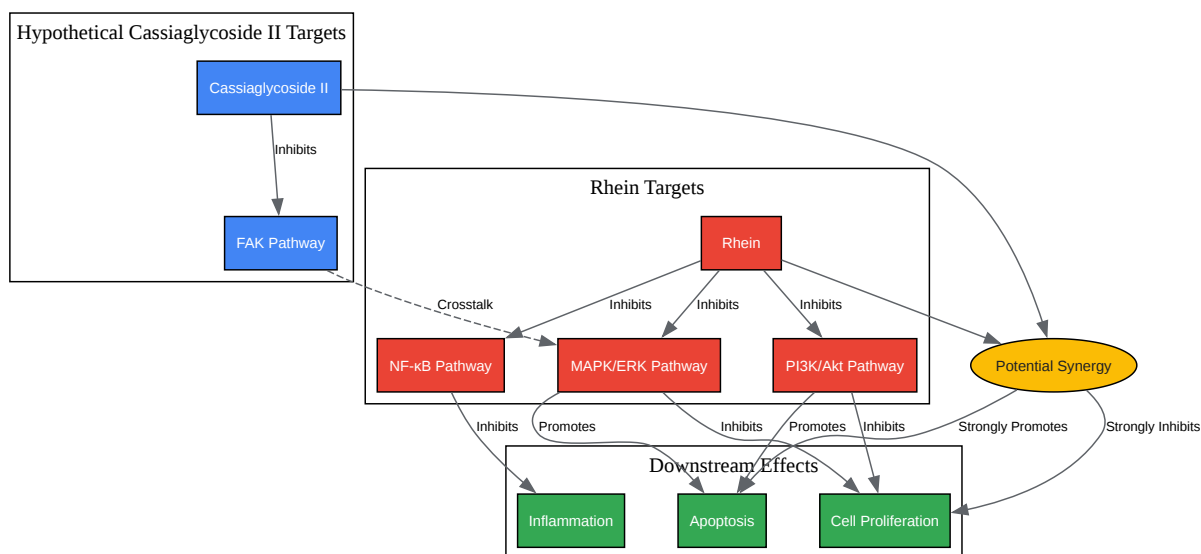 Hypothetical Cassiaglycoside II Targets
Cassiaglycoside II
Inhibits
Rhein Targets
FAK Pathway
Rhein
Crosstalk
Inhibits
Inhibits
Inhibits
NF-κB Pathway
MAPK/ERK Pathway
PI3K/Akt Pathway
Potential Synergy
Inhibits
Promotes
Inhibits
Promotes
Inhibits
Strongly Promotes
Strongly Inhibits
Downstream Effects
Inflammation
Apoptosis
Cell Proliferation